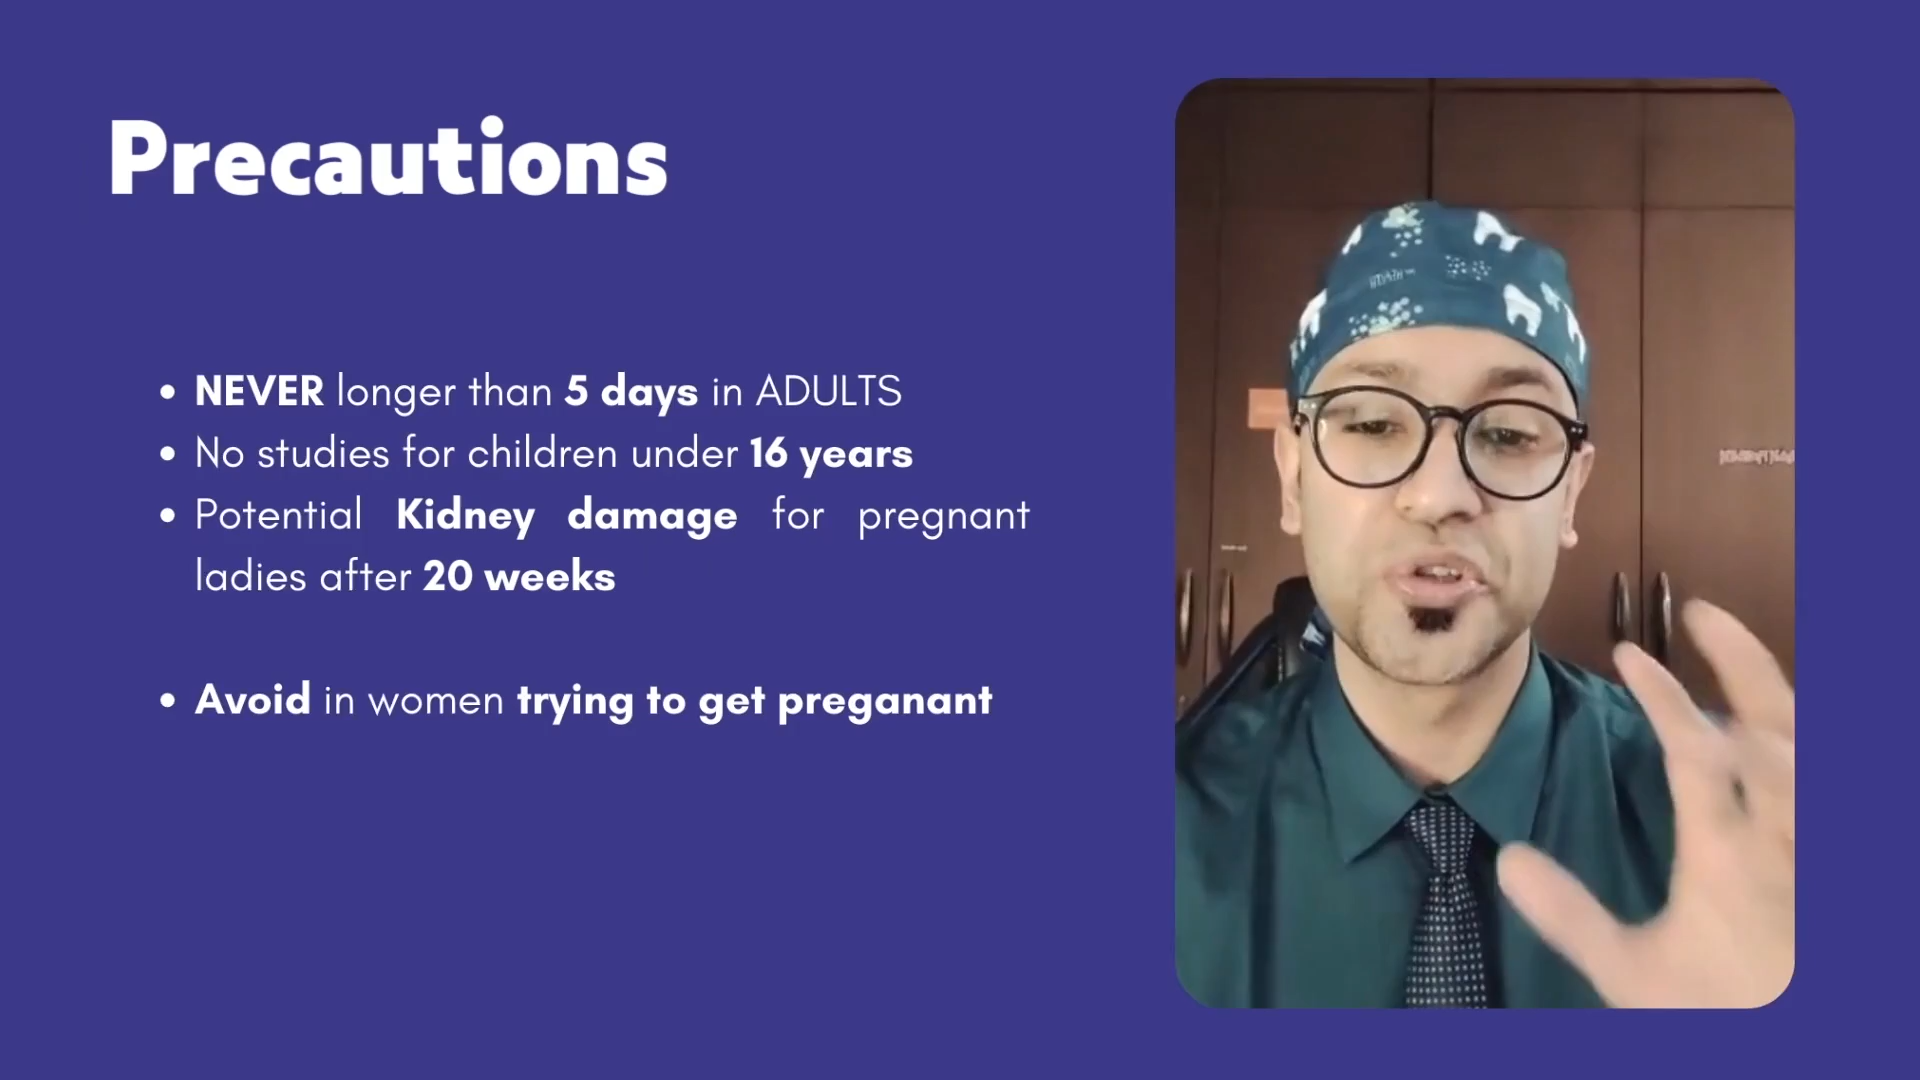 Precautions
• NEVER longer than 5 days in ADULTS
• No studies for children under 16 years
• Potential Kidney damage for pregnant
ladies after 20 weeks
• Avoid in women trying to get preganant